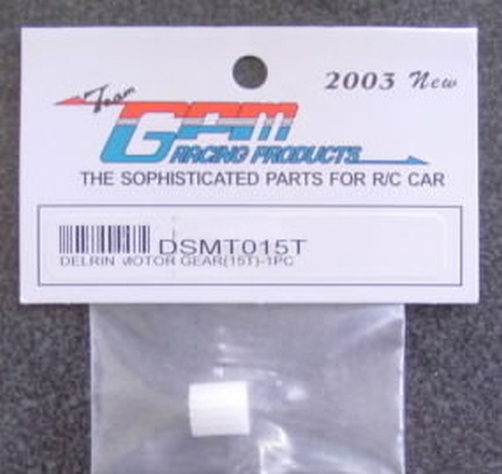 2003 New
Team
GPM
RACING PRODUCTS
THE SOPHISTICATED PARTS FOR R/C CAR
DSMT015T
DELRIN MOTOR GEAR(15T)-1PC